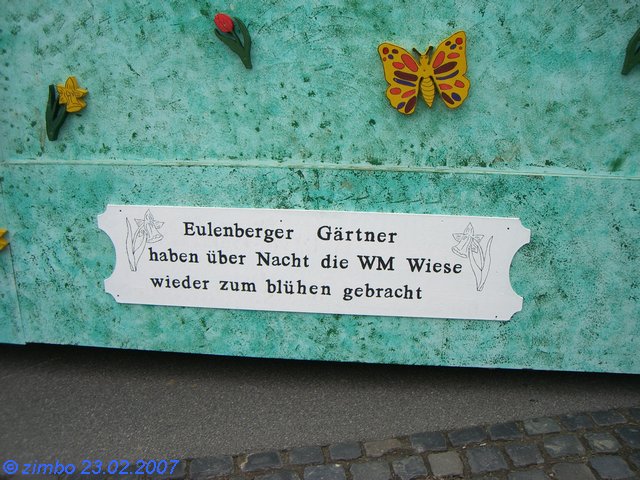 Eulenberger Gärtner
haben über Nacht die WM Wiese
wieder zum blühen gebracht
© zimbo 23.02.2007